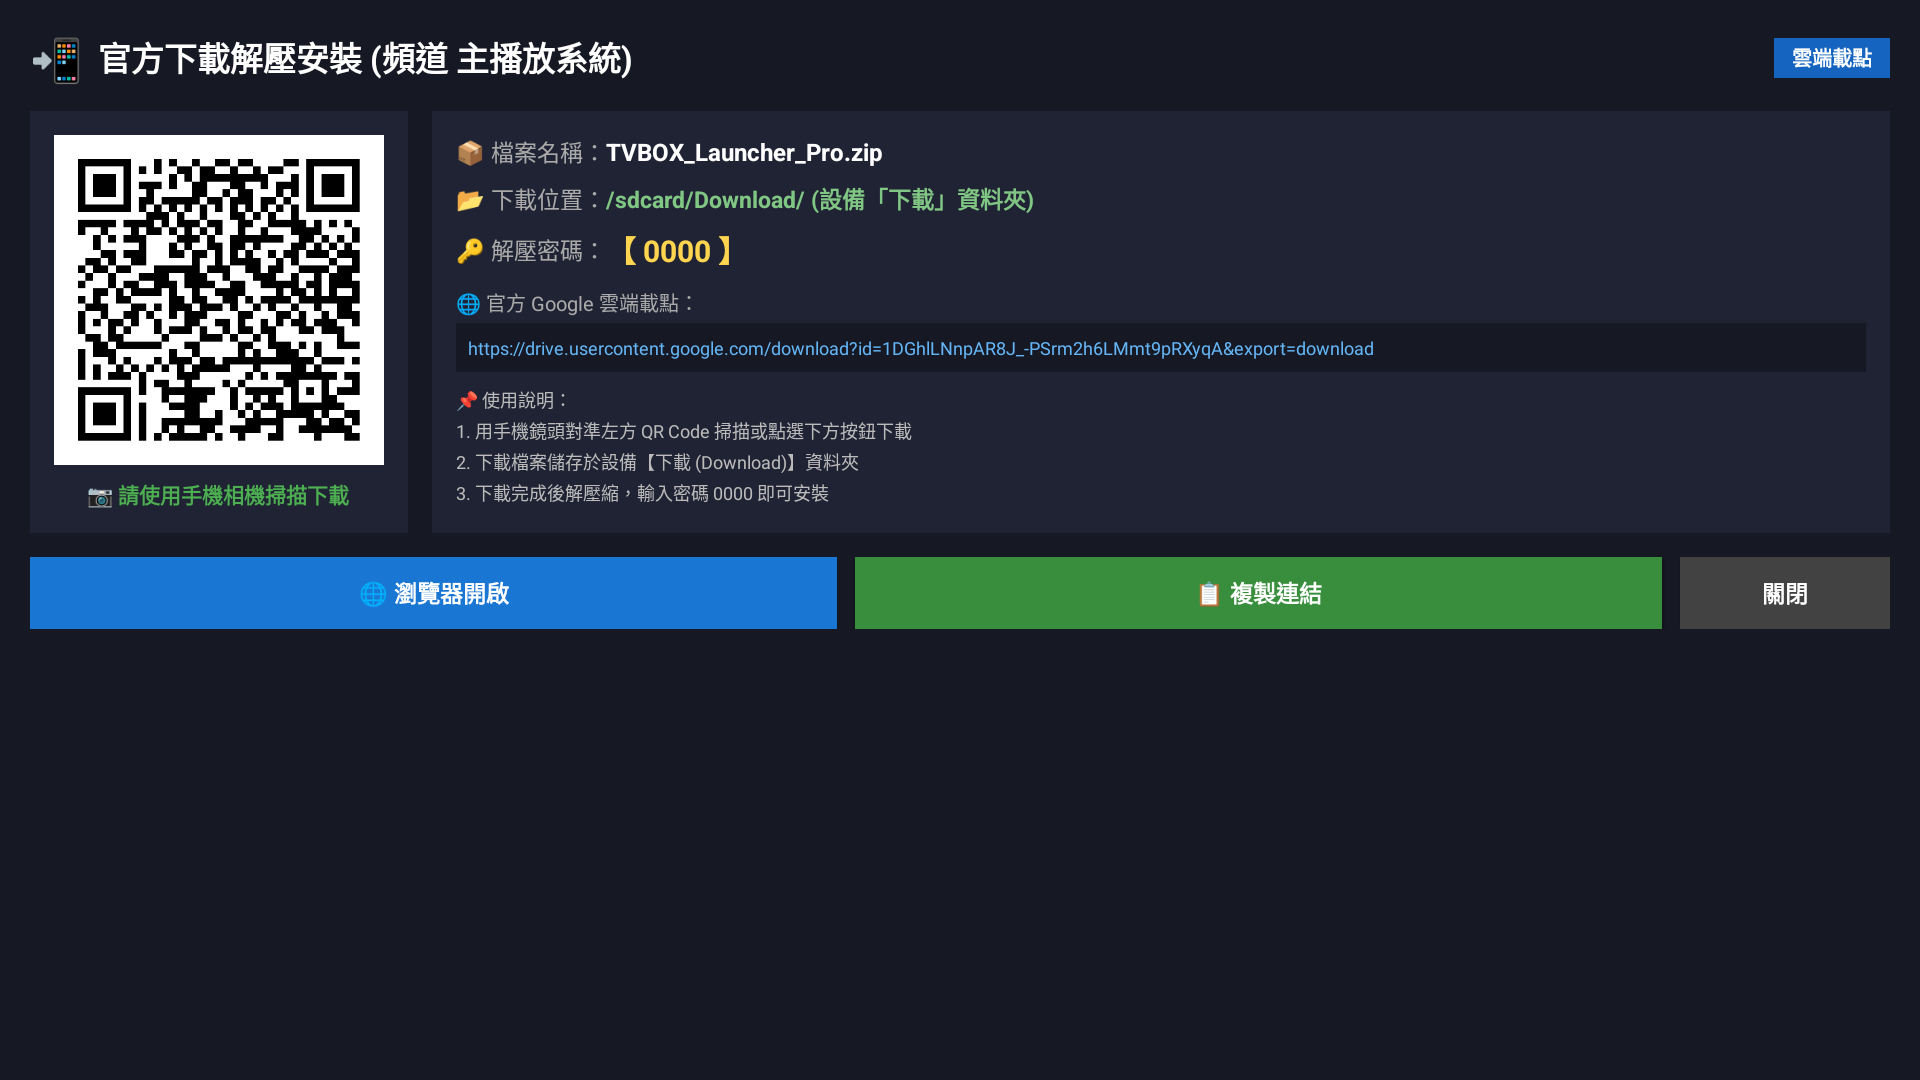 官方下載解壓安裝 (頻道 主播放系統)
雲端載點
請使用手機相機掃描下載
檔案名稱：TVBOX_Launcher_Pro.zip
下載位置：/sdcard/Download/ (設備「下載」資料夾)
解壓密碼：【 0000 】
官方 Google 雲端載點：
https://drive.usercontent.google.com/download?id=1DGhlLNnpAR8J_-PSrm2h6LMmt9pRXyqA&export=download
使用說明：
1. 用手機鏡頭對準左方 QR Code 掃描或點選下方按鈕下載
2. 下載檔案儲存於設備【下載 (Download)】資料夾
3. 下載完成後解壓縮，輸入密碼 0000 即可安裝
瀏覽器開啟
複製連結
關閉